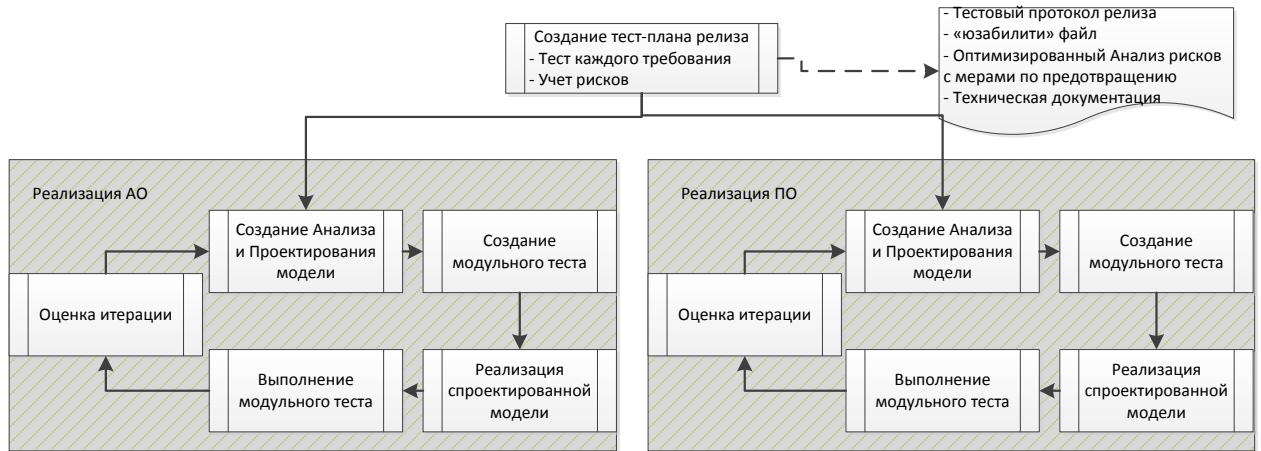 Создание тест-плана релиза
- Тест каждого требования
- Учет рисков
- Тестовый протокол релиза
- «юзабилити» файл
- Оптимизированный Анализ рисков
с мерами по предотвращению
- Техническая документация
Реализация АО
Создание Анализа
и Проектирования
модели
Создание
модульного теста
Оценка итерации
Выполнение
модульного теста
Реализация
спроектированной
модели
Реализация ПО
Создание Анализа
и Проектирования
модели
Создание
модульного теста
Оценка итерации
Выполнение
модульного теста
Реализация
спроектированной
модели